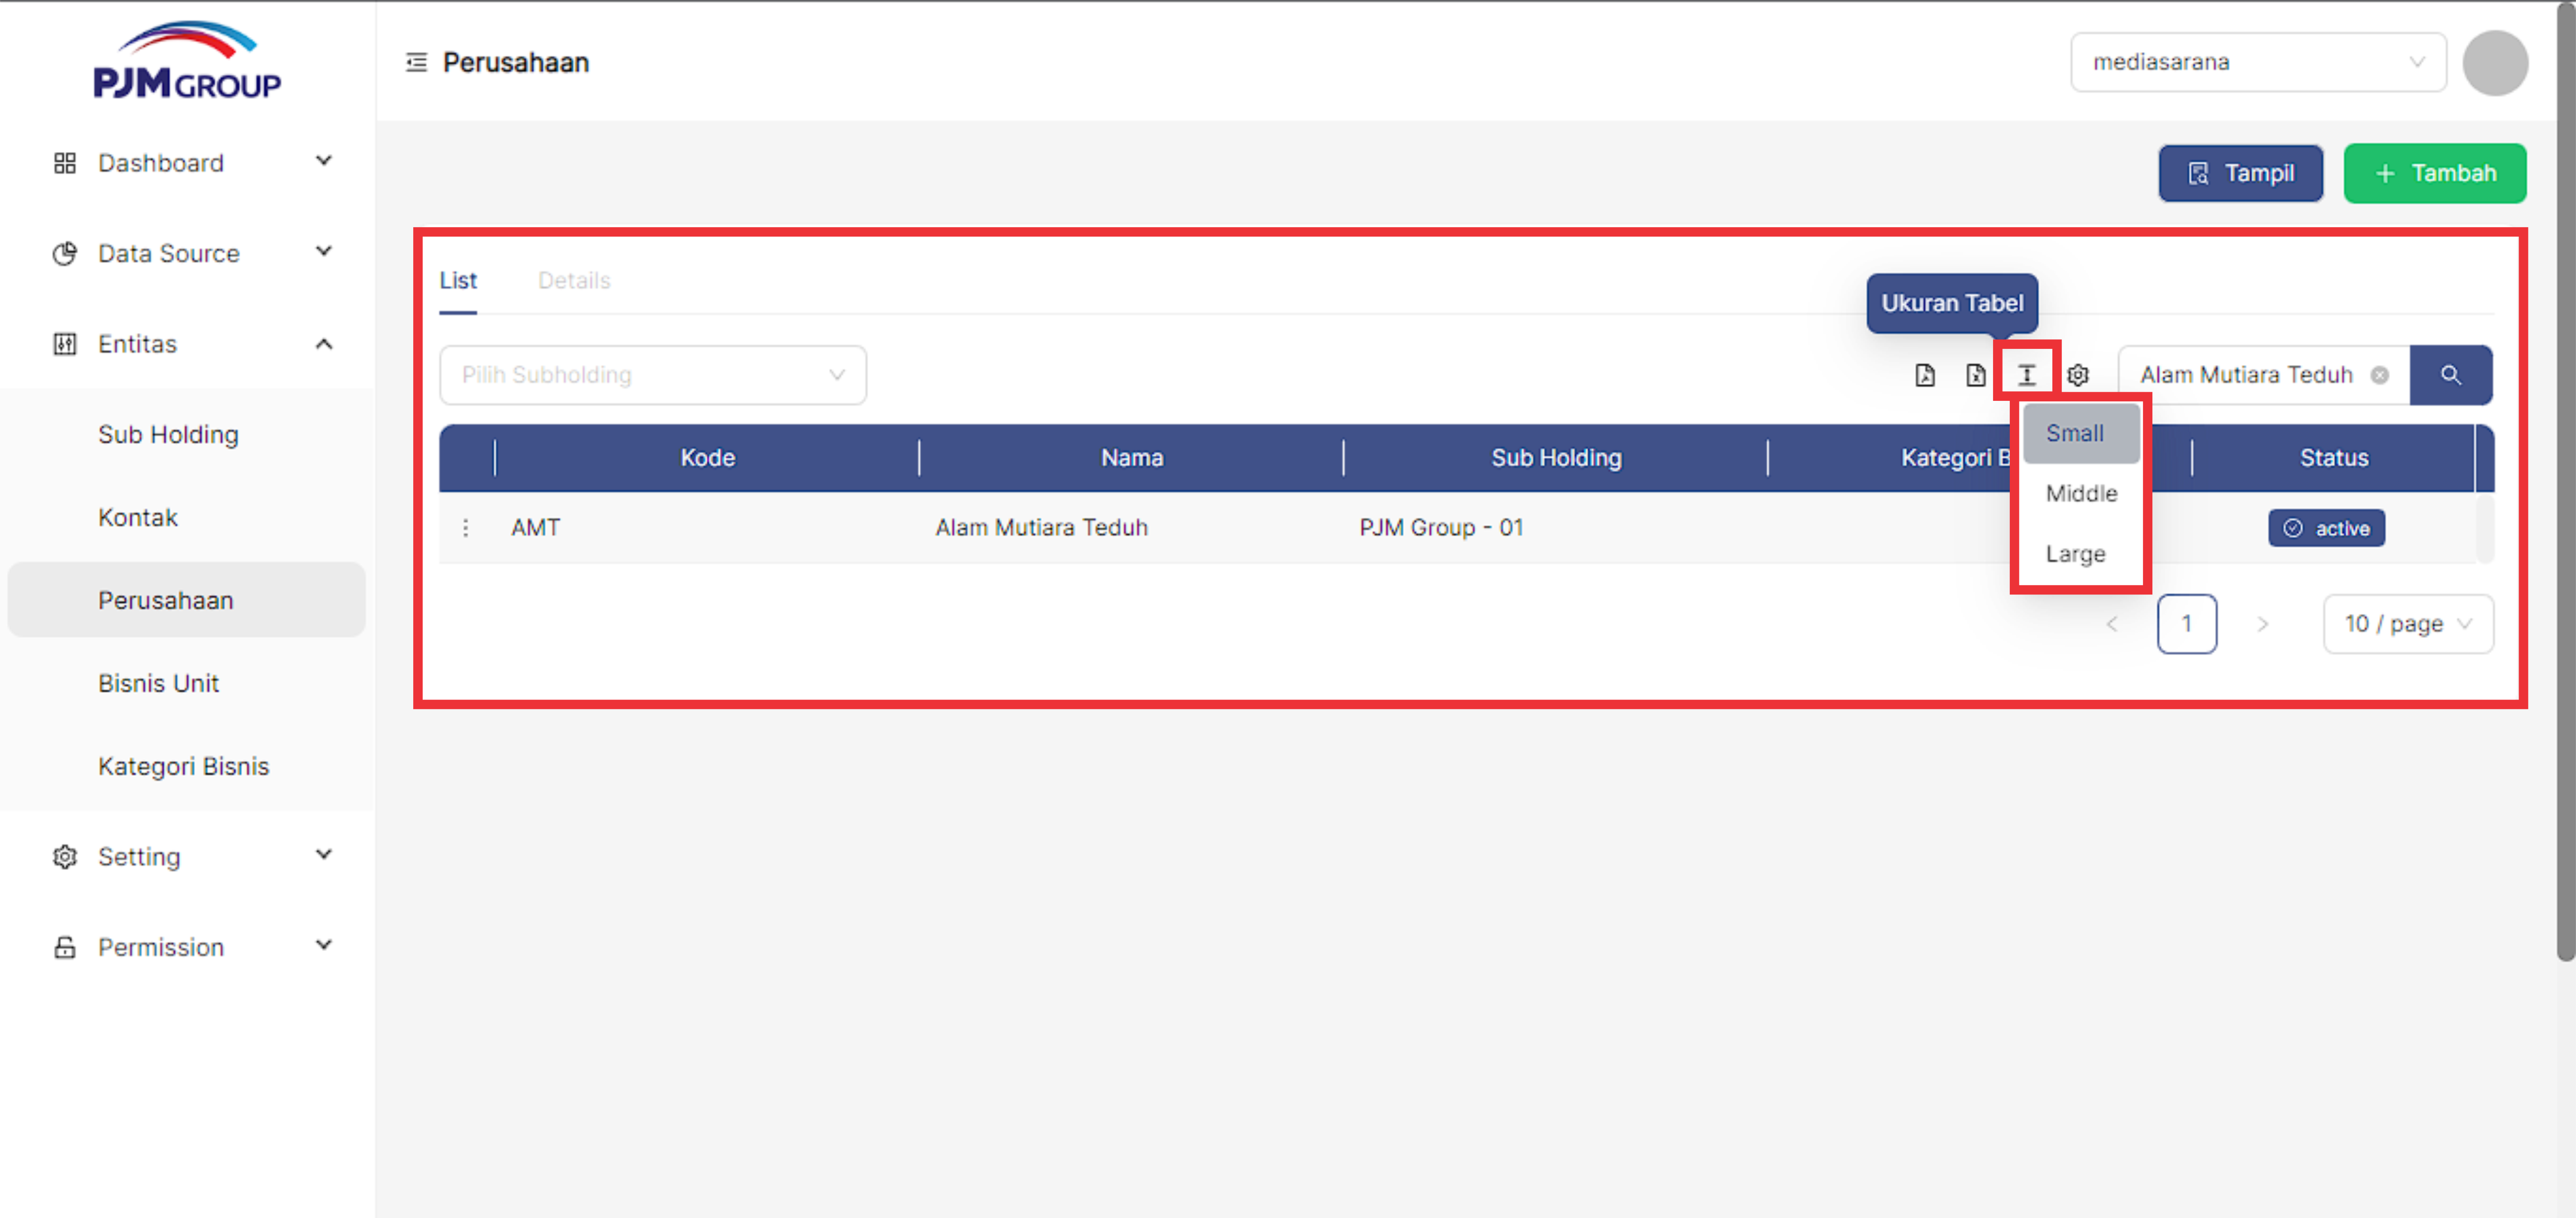 PJM GROUP
Perusahaan
mediasarana
Dashboard
Data Source
Entitas
Sub Holding
Kontak
Perusahaan
Bisnis Unit
Kategori Bisnis
Setting
Permission
Tampil
+ Tambah
List
Details
Ukuran Tabel
Pilih Subholding
Alam Mutiara Teduh
Small
Middle
Large
Kode
Nama
Sub Holding
Kategori B
Status
AMT
Alam Mutiara Teduh
PJM Group - 01
active
< 1 >
10 / page